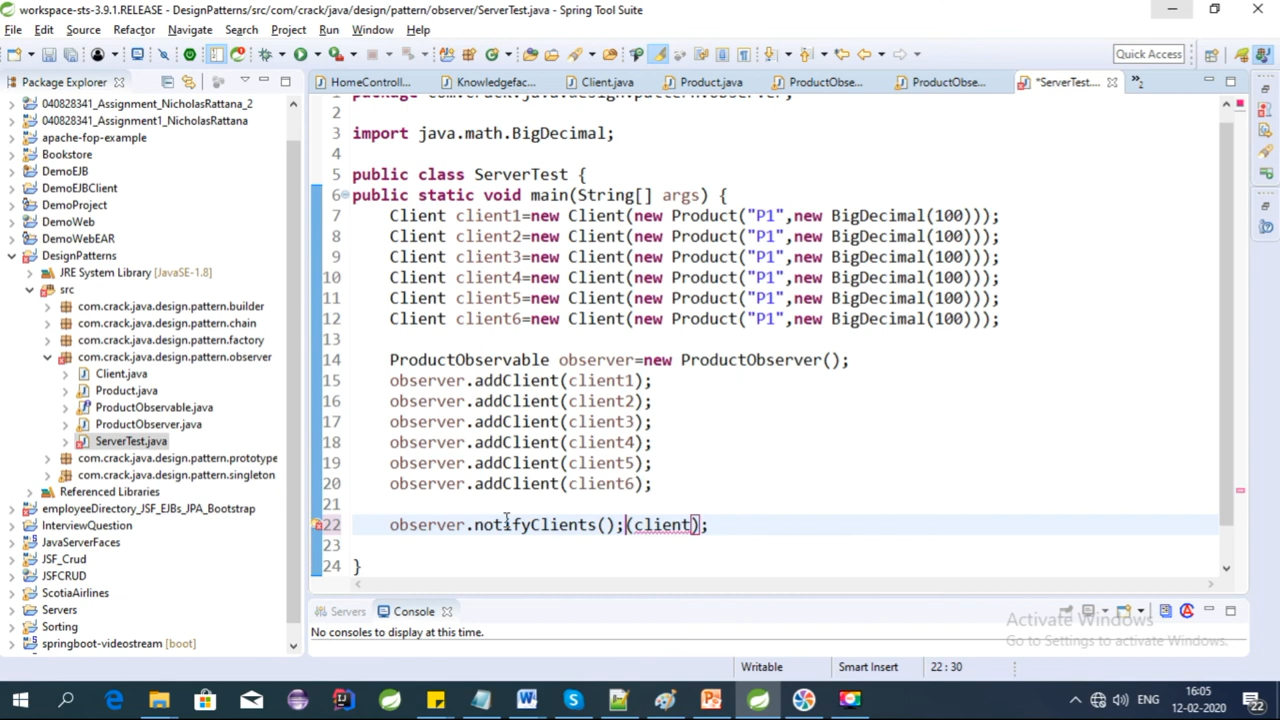 workspace-sts-3.9.1.RELEASE - DesignPatterns/src/com/crack/java/design/pattern/observer/ServerTest.java - Spring Tool Suite
File Edit Source Refactor Navigate Search Project Run Window Help
Quick Access
Package Explorer
HomeControll...
Knowledgefac...
Client.java
Product.java
ProductObse...
ProductObse...
*ServerTest....
040828341_Assignment_NicholasRattana_2
040828341_Assignment1_NicholasRattana
apache-fop-example
Bookstore
DemoEJB
DemoEJBClient
DemoProject
DemoWeb
DemoWebEAR
DesignPatterns
JRE System Library [JavaSE-1.8]
src
com.crack.java.design.pattern.builder
com.crack.java.design.pattern.chain
com.crack.java.design.pattern.factory
com.crack.java.design.pattern.observer
Client.java
Product.java
ProductObservable.java
ProductObserver.java
ServerTest.java
com.crack.java.design.pattern.prototype
com.crack.java.design.pattern.singleton
Referenced Libraries
employeeDirectory_JSF_EJBs_JPA_Bootstrap
InterviewQuestion
JavaServerFaces
JSF_Crud
JSFCRUD
ScotiaAirlines
Servers
Sorting
springboot-videostream [boot]
1 package com.crack.java.design.pattern.observer;
2
3 import java.math.BigDecimal;
4
5 public class ServerTest {
6 public static void main(String[] args) {
7 Client client1=new Client(new Product("P1",new BigDecimal(100)));
8 Client client2=new Client(new Product("P1",new BigDecimal(100)));
9 Client client3=new Client(new Product("P1",new BigDecimal(100)));
10 Client client4=new Client(new Product("P1",new BigDecimal(100)));
11 Client client5=new Client(new Product("P1",new BigDecimal(100)));
12 Client client6=new Client(new Product("P1",new BigDecimal(100)));
13
14 ProductObservable observer=new ProductObserver();
15 observer.addClient(client1);
16 observer.addClient(client2);
17 observer.addClient(client3);
18 observer.addClient(client4);
19 observer.addClient(client5);
20 observer.addClient(client6);
21
22 observer.notifyClients();(client);
23
24 }
Servers
Console
No consoles to display at this time.
Activate Windows
Go to Settings to activate Windows.
Writable
Smart Insert
22 : 30
ENG
16:05
12-02-2020
22